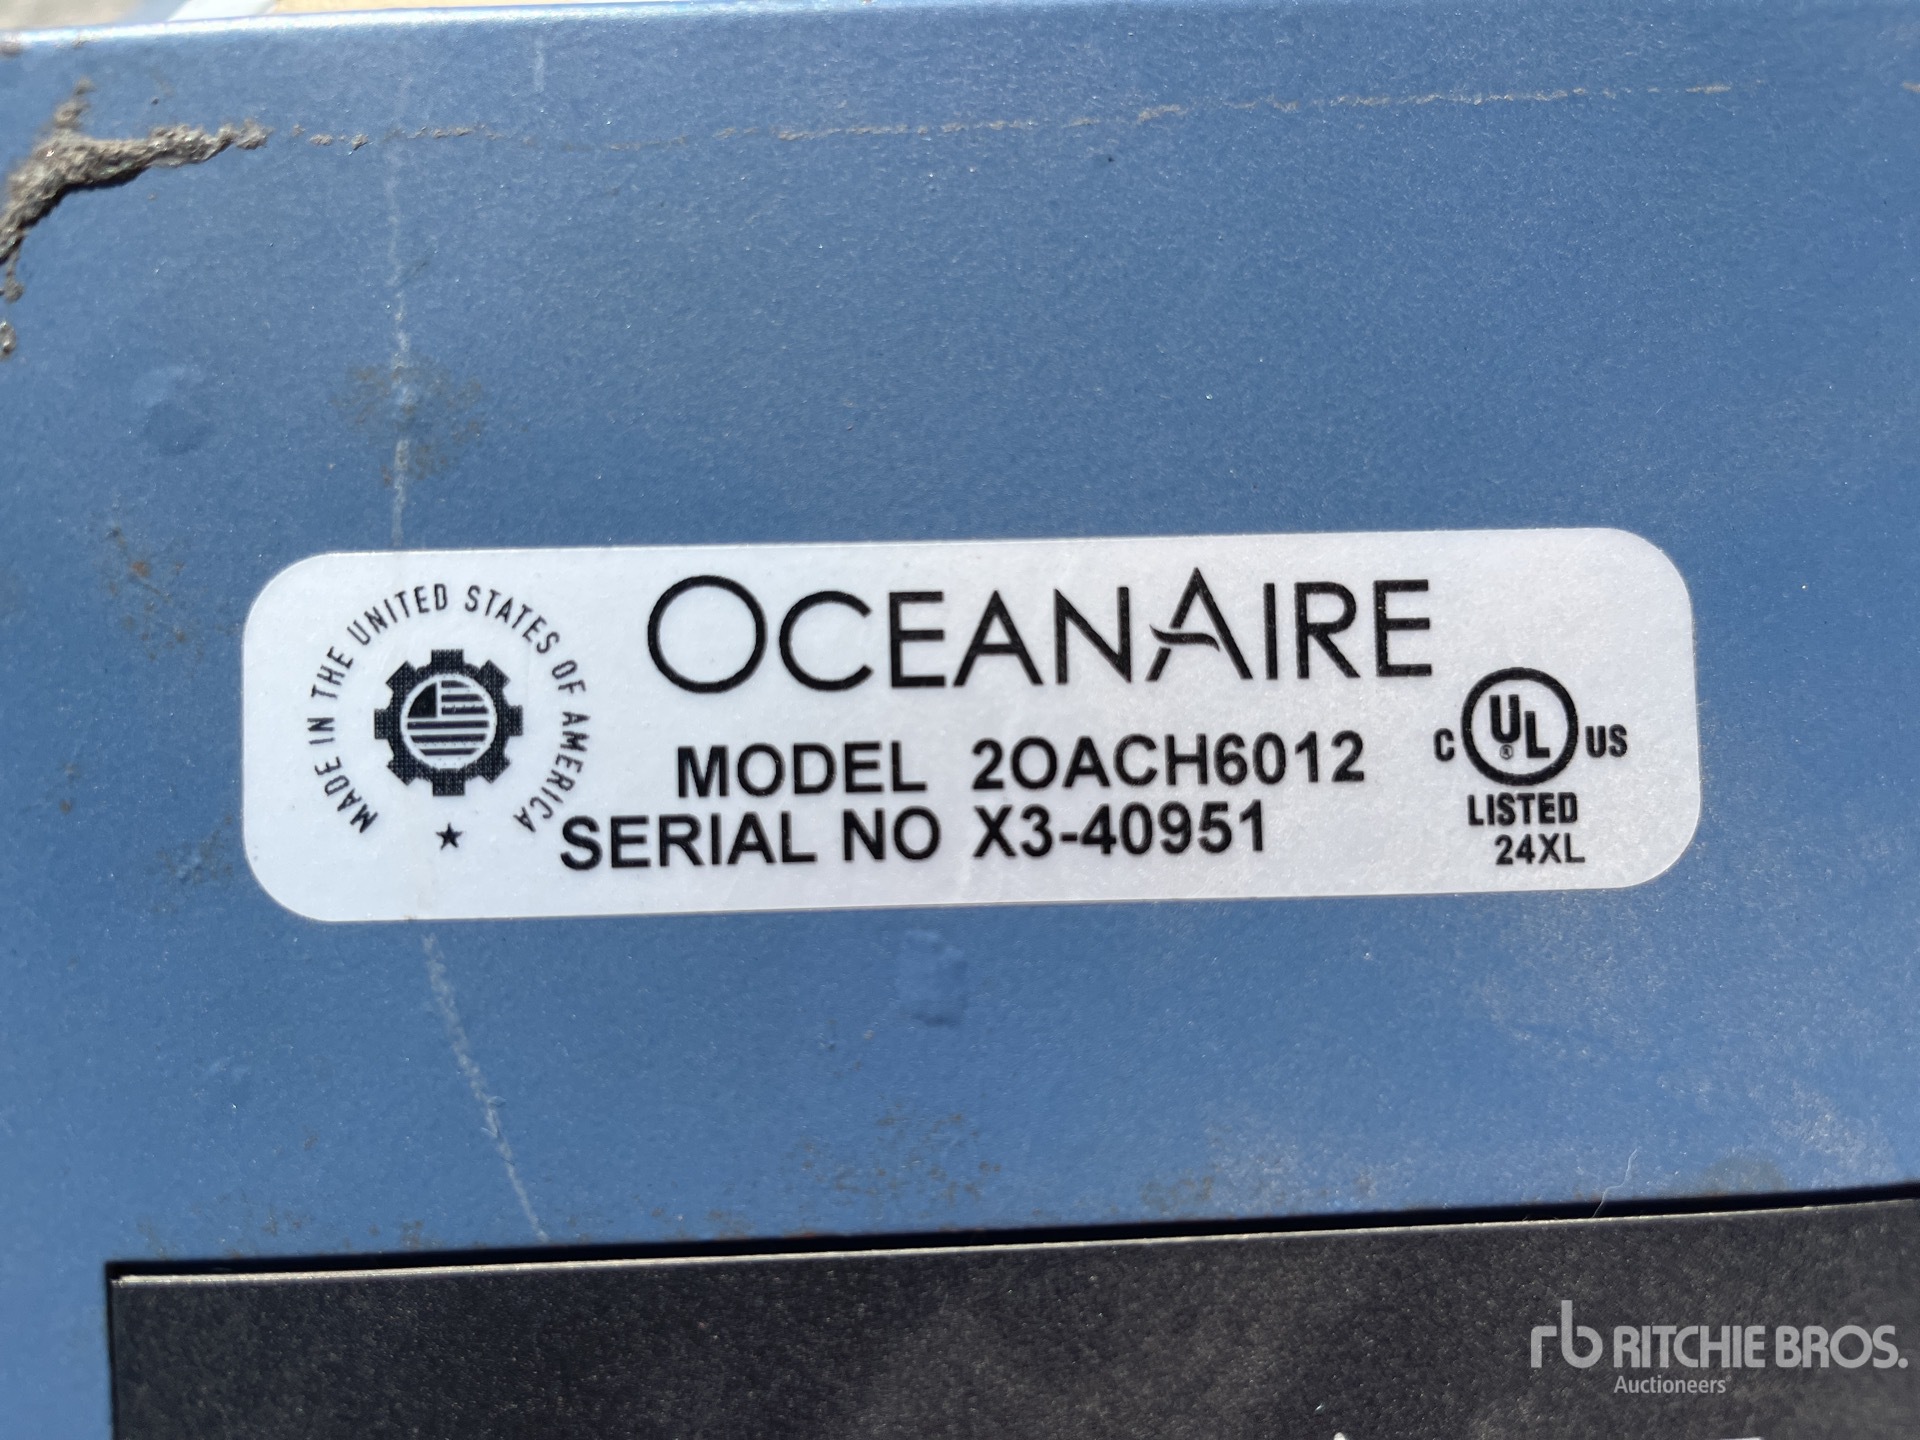 MADE IN THE UNITED STATES OF AMERICA
OCEANAIRE
MODEL 2OACH6012
SERIAL NO X3-40951
C UL ® US
LISTED
24XL
rb RITCHIE BROS.
Auctioneers